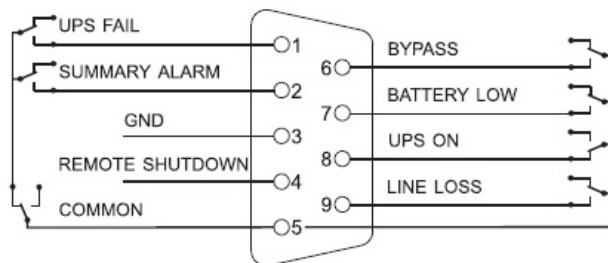 UPS FAIL
1
SUMMARY ALARM
2
GND
3
REMOTE SHUTDOWN
4
COMMON
5
BYPASS
6
BATTERY LOW
7
UPS ON
8
LINE LOSS
9